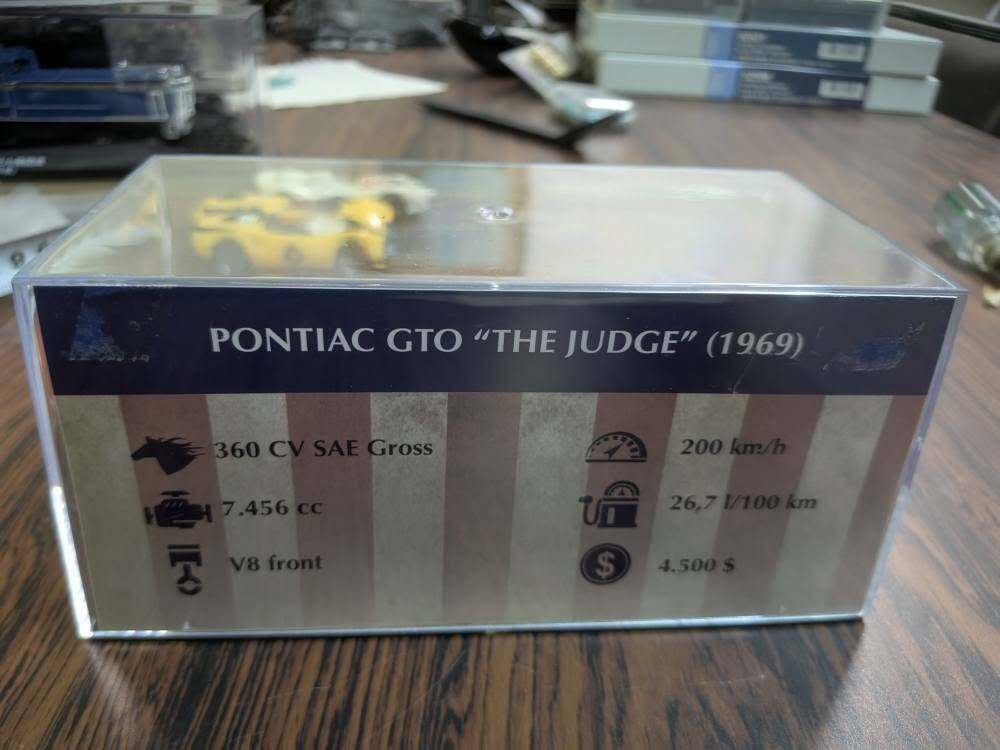 PONTIAC GTO “THE JUDGE” (1969)
360 CV SAE Gross
7.456 cc
V8 front
200 km/h
26,7 l/100 km
4.500 $